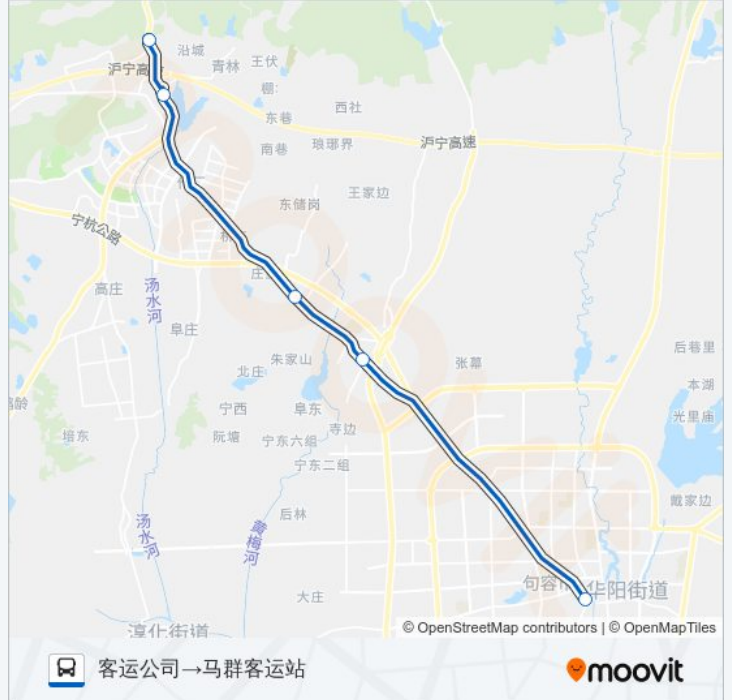 沿城
王伏
沪宁高
青林
棚:
西社
东巷
沪宁高速
琅琊界
南巷
王家边
东储岗
宁杭公路
汤水河
高庄
阜庄
后巷里
朱家山
张幕
北庄
本湖
宁西
阜东
光里庙
寺边
培东
阮塘
宁东六组
宁东二组
戴家边
后林
汤水河
黄梅河
句容
华阳街道
大庄
淳化街道
© OpenStreetMap contributors | © OpenMapTiles
客运公司→马群客运站
moovit